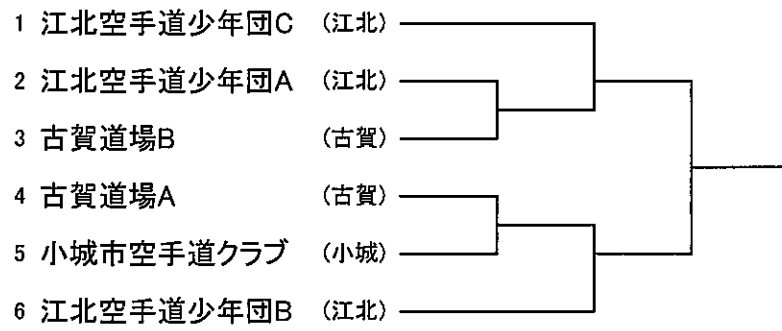 1 江北空手道少年団C (江北)
2 江北空手道少年団A (江北)
3 古賀道場B (古賀)
4 古賀道場A (古賀)
5 小城市空手道クラブ (小城)
6 江北空手道少年団B (江北)